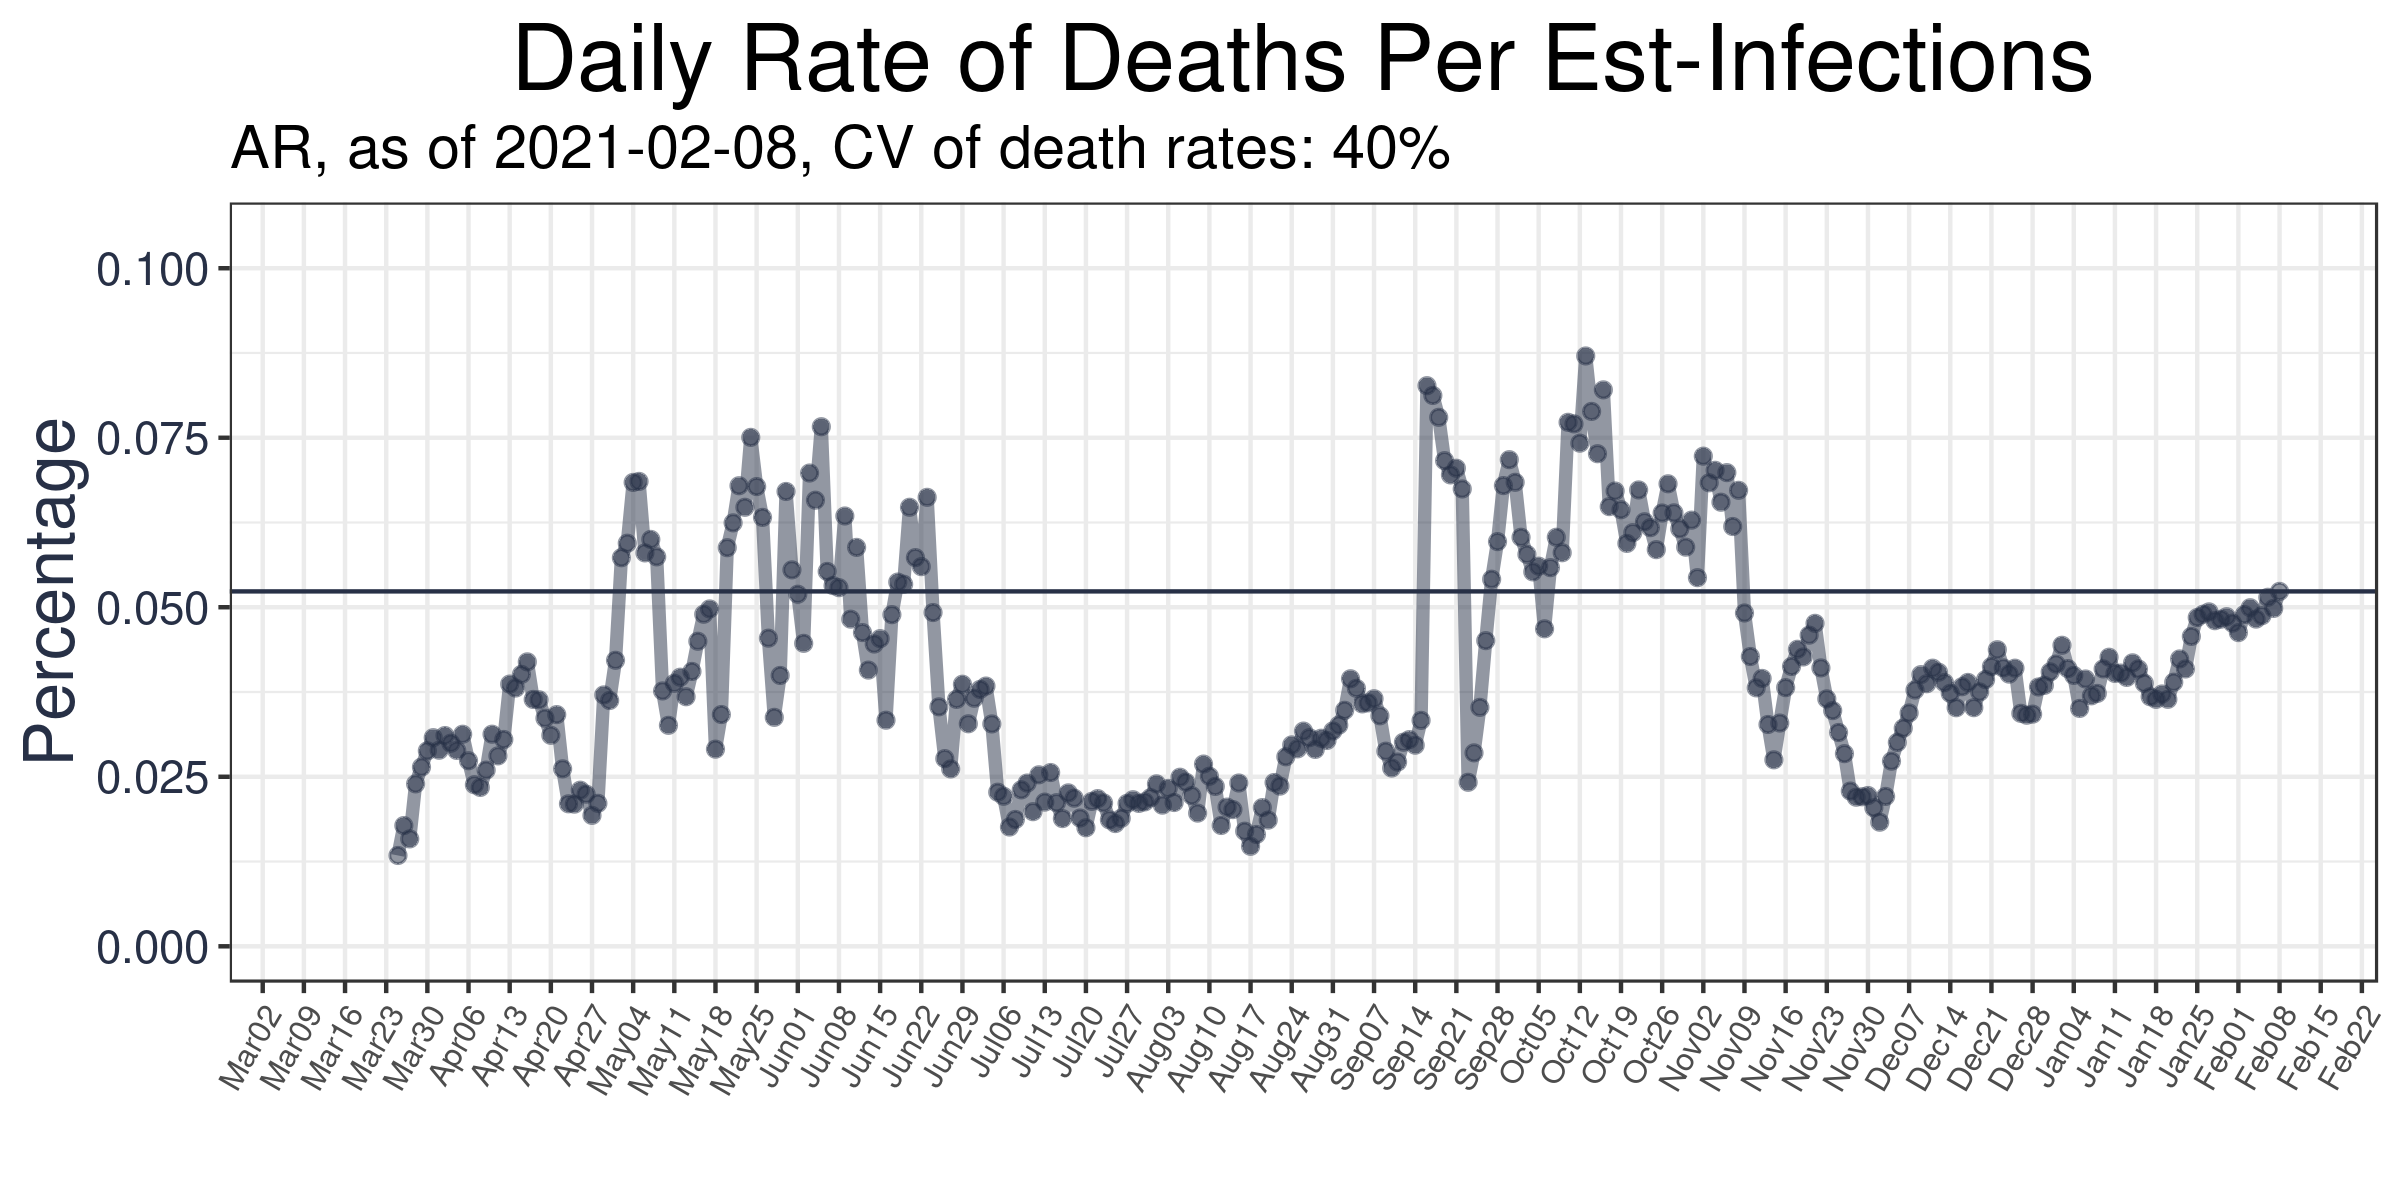 Daily Rate of Deaths Per Est-Infections
AR, as of 2021-02-08, CV of death rates: 40%
Percentage
0.100
0.075
0.050
0.025
0.000
Mar02
Mar09
Mar16
Mar23
Mar30
Apr06
Apr13
Apr20
Apr27
May04
May11
May18
May25
Jun01
Jun08
Jun15
Jun22
Jun29
Jul06
Jul13
Jul20
Jul27
Aug03
Aug10
Aug17
Aug24
Aug31
Sep07
Sep14
Sep21
Sep28
Oct05
Oct12
Oct19
Oct26
Nov02
Nov09
Nov16
Nov23
Nov30
Dec07
Dec14
Dec21
Dec28
Jan04
Jan11
Jan18
Jan25
Feb01
Feb08
Feb15
Feb22